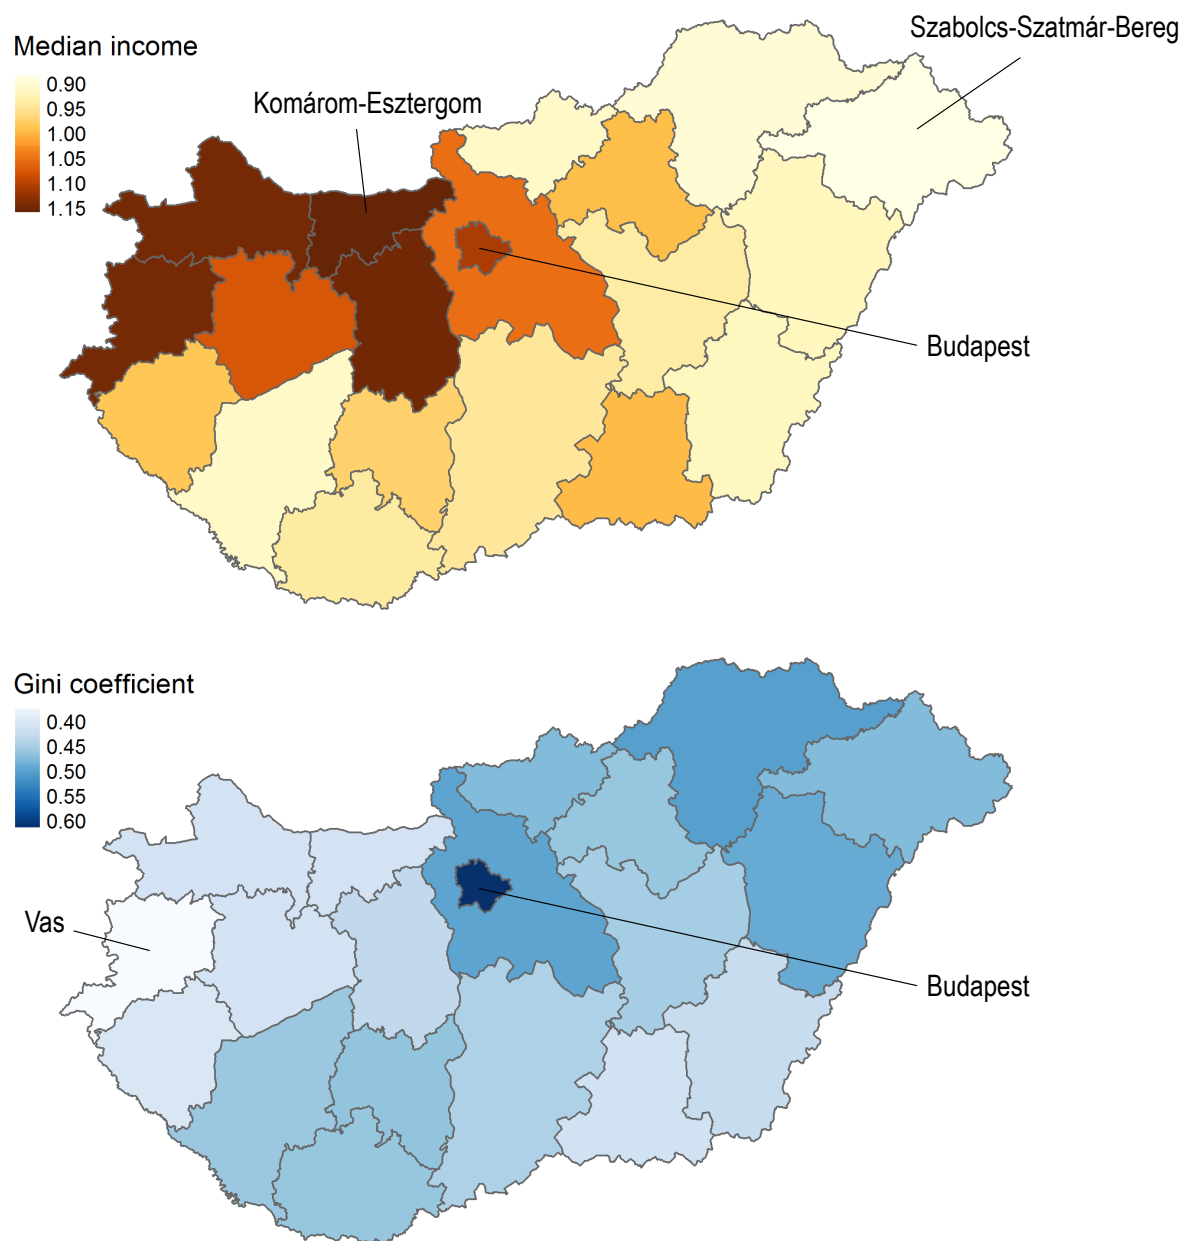 Szabolcs-Szatmár-Bereg
Median income
0.90
0.95
1.00
1.05
1.10
1.15
Komárom-Esztergom
Budapest
Gini coefficient
0.40
0.45
0.50
0.55
0.60
Vas
Budapest